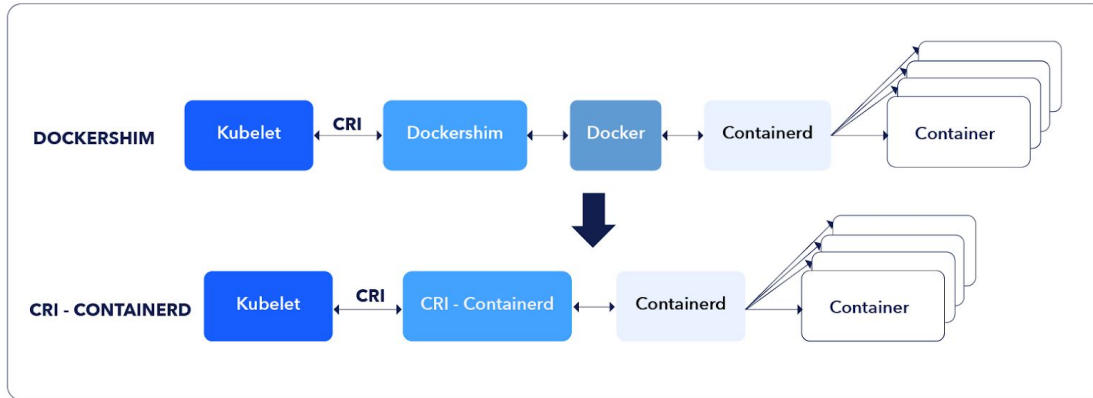 DOCKERSHIM
Kubelet
CRI
Dockershim
Docker
Containerd
Container
CRI - CONTAINERD
Kubelet
CRI
CRI - Containerd
Containerd
Container